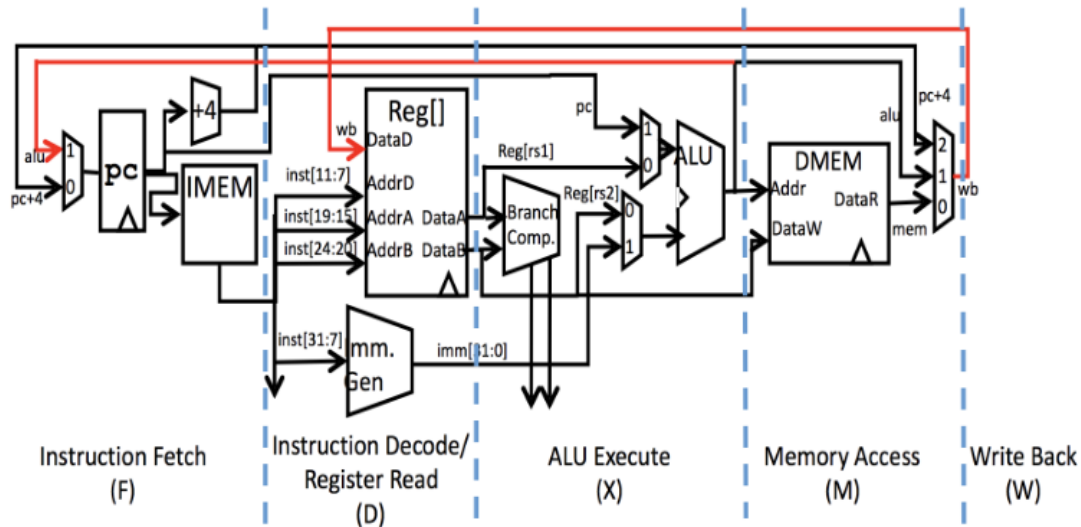 alu
pc+4
1
0
pc
+4
IMEM
wb
Reg[]
DataD
inst[11:7]
AddrD
inst[19:15]
AddrA DataA
inst[24:20]
AddrB DataB
inst[31:7]
mm.
Gen
imm[31:0]
pc
Reg[rs1]
Branch
Comp.
Reg[rs2]
1
0
0
1
ALU
DMEM
Addr
DataR
DataW
pc+4
alu
mem
2
1
0
wb
Instruction Fetch
(F)
Instruction Decode/
Register Read
(D)
ALU Execute
(X)
Memory Access
(M)
Write Back
(W)